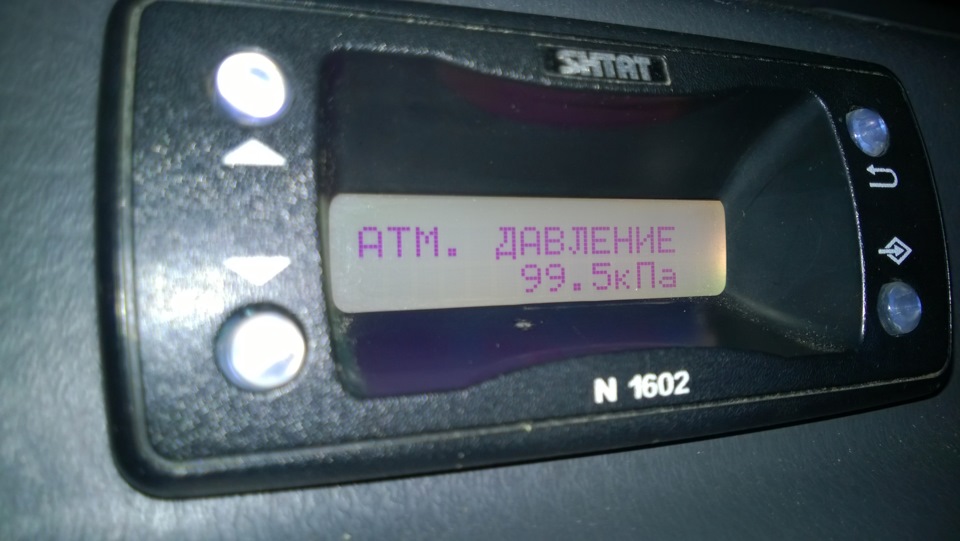 SHTAT
АТМ. ДАВЛЕНИЕ
99.5кПа
N 1602